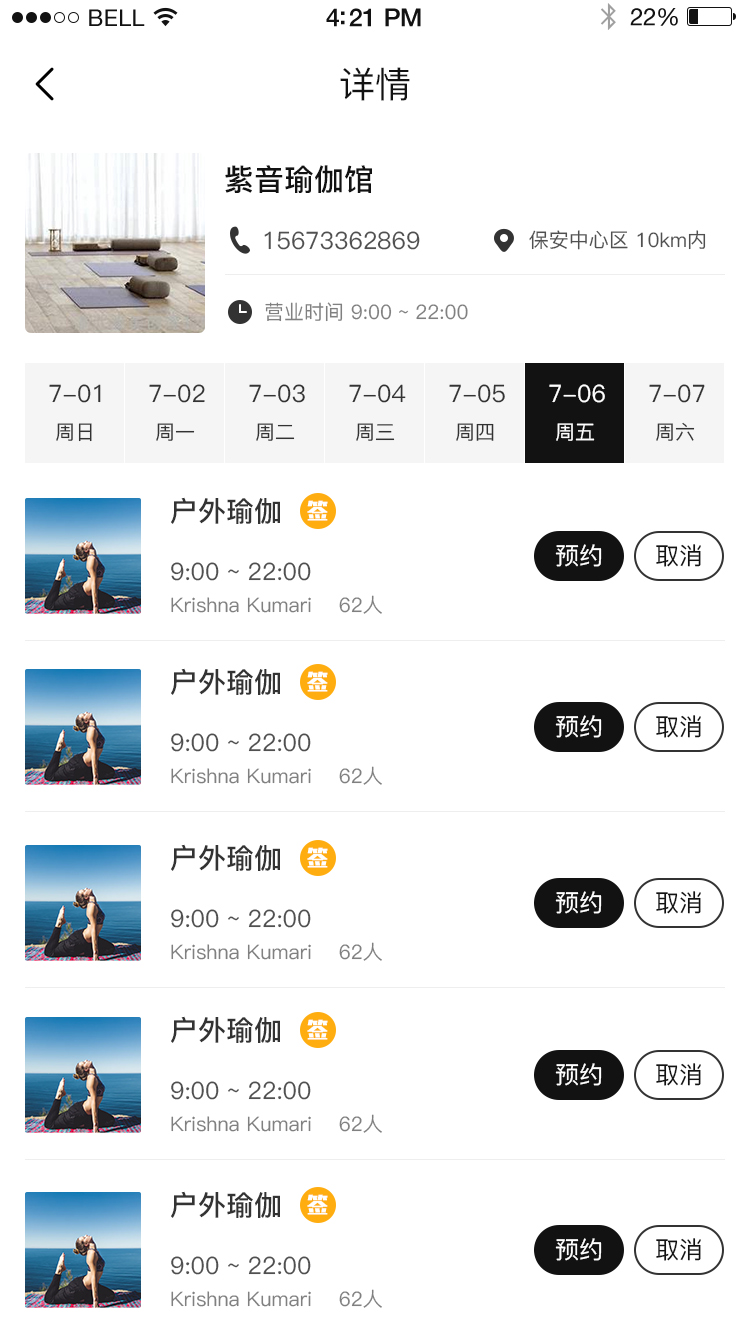 BELL 4:21 PM 22%
详情
紫音瑜伽馆
15673362869 保安中心区 10km内
营业时间 9:00 ~ 22:00
7-01 7-02 7-03 7-04 7-05 7-06 7-07
周日 周一 周二 周三 周四 周五 周六
户外瑜伽 签
预约 取消
9:00 ~ 22:00
Krishna Kumari 62人
户外瑜伽 签
预约 取消
9:00 ~ 22:00
Krishna Kumari 62人
户外瑜伽 签
预约 取消
9:00 ~ 22:00
Krishna Kumari 62人
户外瑜伽 签
预约 取消
9:00 ~ 22:00
Krishna Kumari 62人
户外瑜伽 签
预约 取消
9:00 ~ 22:00
Krishna Kumari 62人